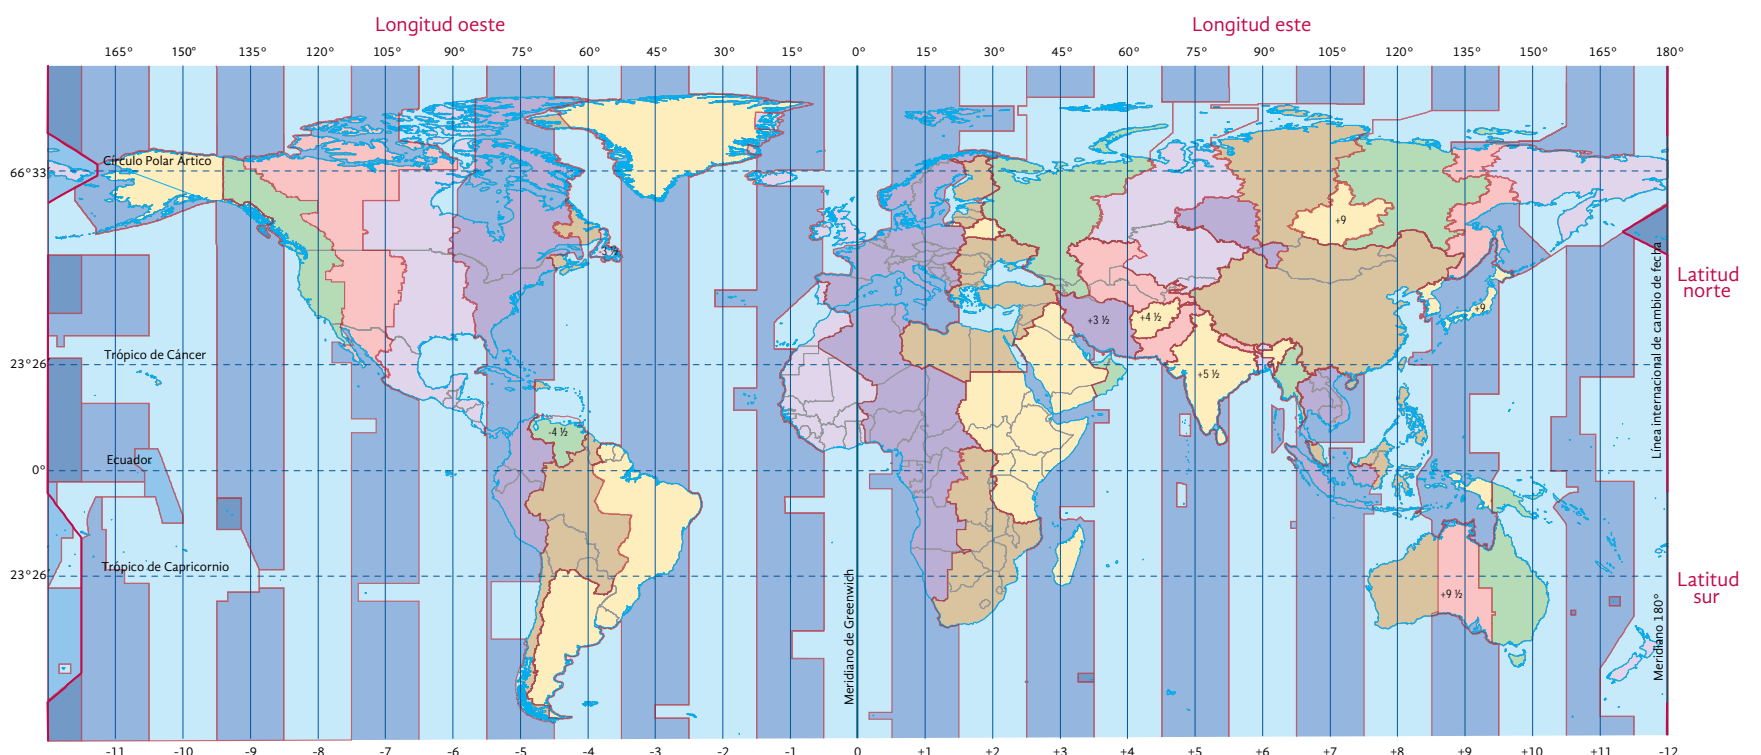 Longitud oeste
Longitud este
165° 150° 135° 120° 105° 90° 75° 60° 45° 30° 15° 0° 15° 30° 45° 60° 75° 90° 105° 120° 135° 150° 165° 180°
Círculo Polar Ártico
66°33
+9
-3 ½
Línea internacional de cambio de fecha
Latitud
norte
+9
+3 ½
+4 ½
Trópico de Cáncer
23°26
+5 ½
-4 ½
Ecuador
0°
Trópico de Capricornio
23°26
Latitud
sur
+9 ½
Meridiano de Greenwich
Meridiano 180°
-11 -10 -9 -8 -7 -6 -5 -4 -3 -2 -1 0 +1 +2 +3 +4 +5 +6 +7 +8 +9 +10 +11 -12